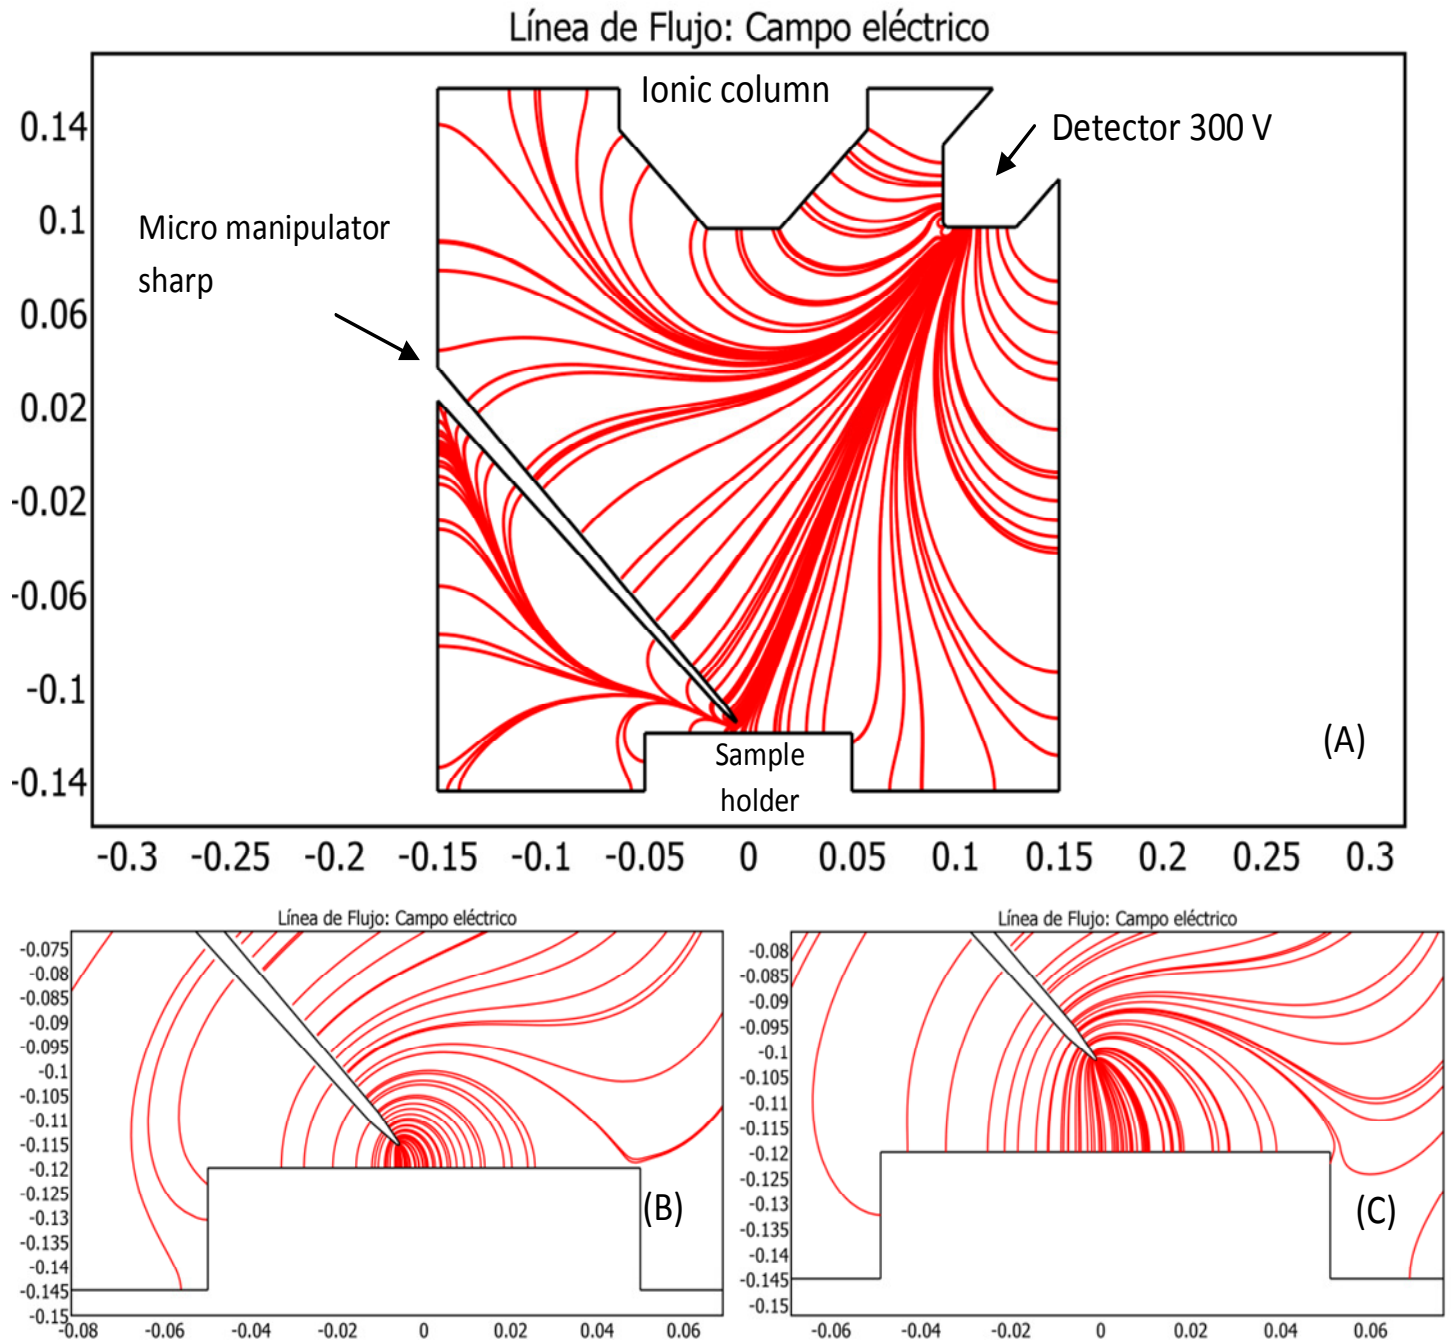 Línea de Flujo: Campo eléctrico
Ionic column
Detector 300 V
Micro manipulator
sharp
0.14
0.1
0.06
0.02
-0.02
-0.06
-0.1
-0.14
Sample
holder
(A)
-0.3 -0.25 -0.2 -0.15 -0.1 -0.05 0 0.05 0.1 0.15 0.2 0.25 0.3
Línea de Flujo: Campo eléctrico
-0.075
-0.08
-0.085
-0.09
-0.095
-0.1
-0.105
-0.11
-0.115
-0.12
-0.125
-0.13
-0.135
-0.14
-0.145
-0.15
(B)
-0.08 -0.06 -0.04 -0.02 0 0.02 0.04 0.06
Línea de Flujo: Campo eléctrico
-0.08
-0.085
-0.09
-0.095
-0.1
-0.105
-0.11
-0.115
-0.12
-0.125
-0.13
-0.135
-0.14
-0.145
-0.15
(C)
-0.06 -0.04 -0.02 0 0.02 0.04 0.06